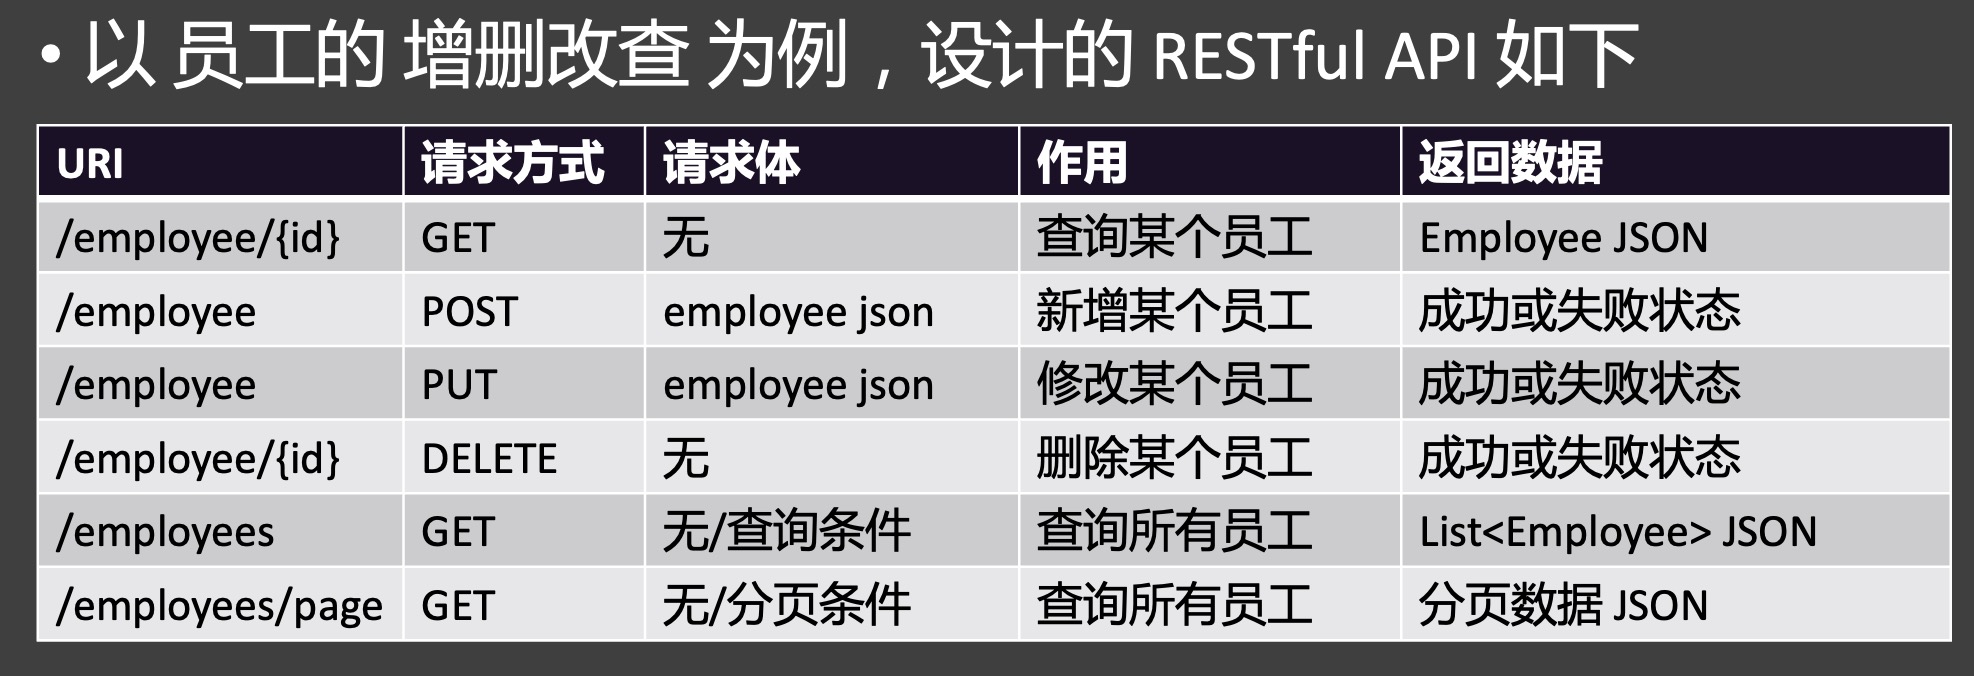 • 以 员工的 增删改查 为例，设计的 RESTful API 如下
URI 请求方式 请求体 作用 返回数据
/employee/{id} GET 无 查询某个员工 Employee JSON
/employee POST employee json 新增某个员工 成功或失败状态
/employee PUT employee json 修改某个员工 成功或失败状态
/employee/{id} DELETE 无 删除某个员工 成功或失败状态
/employees GET 无/查询条件 查询所有员工 List<Employee> JSON
/employees/page GET 无/分页条件 查询所有员工 分页数据 JSON